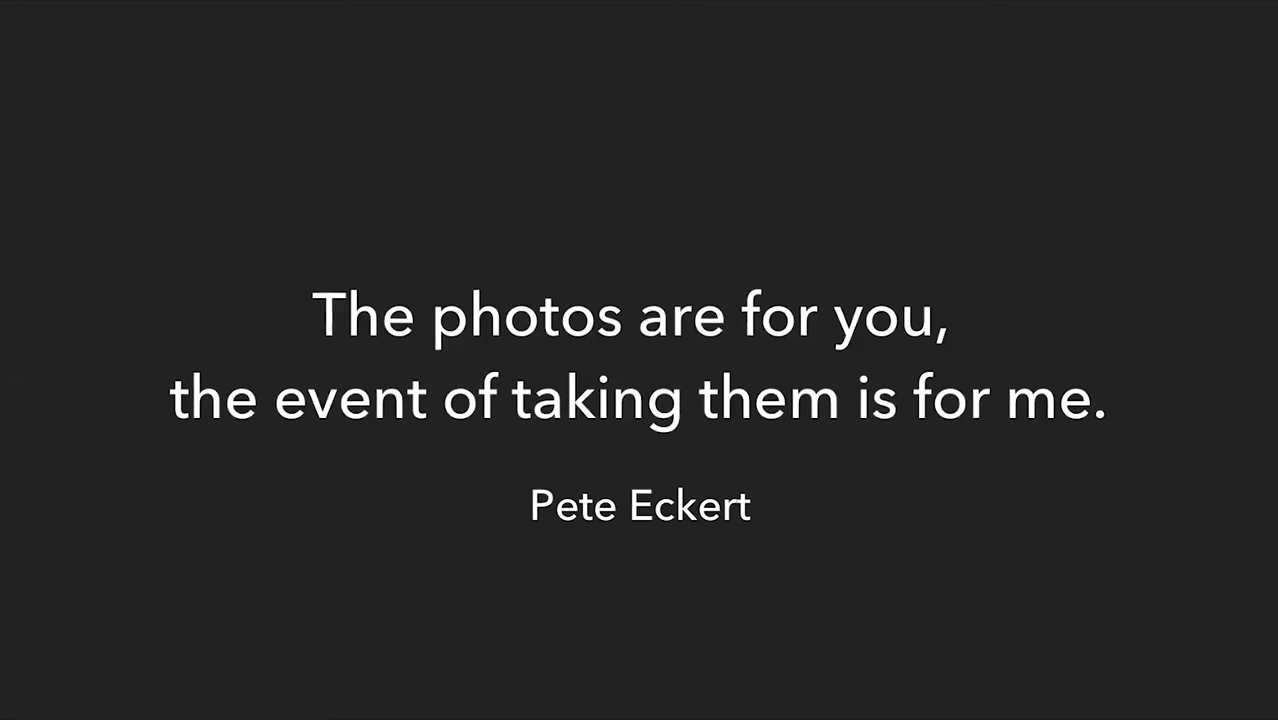 The photos are for you,
the event of taking them is for me.
Pete Eckert